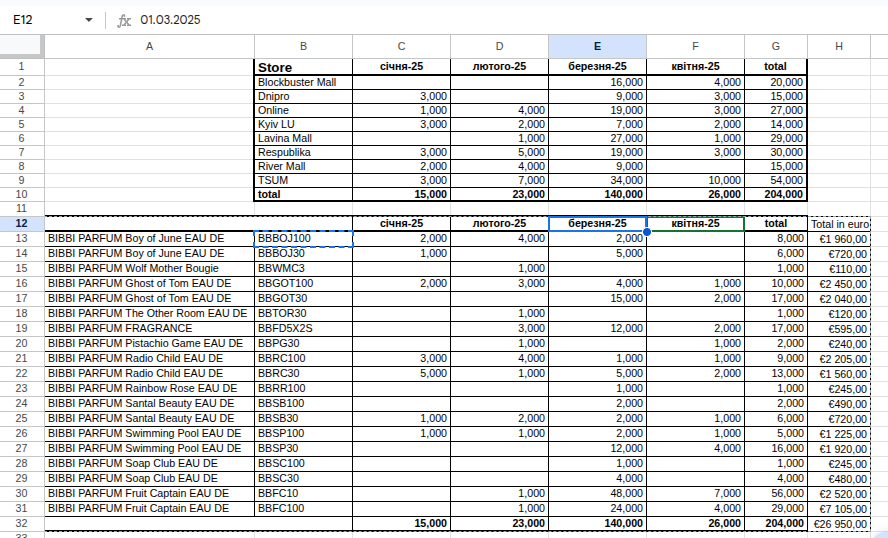 E12 fx 01.03.2025
A B C D E F G H
1 Store січня-25 лютого-25 березня-25 квітня-25 total
2 Blockbuster Mall 16,000 4,000 20,000
3 Dnipro 3,000 9,000 3,000 15,000
4 Online 1,000 4,000 19,000 3,000 27,000
5 Kyiv LU 3,000 2,000 7,000 2,000 14,000
6 Lavina Mall 1,000 27,000 1,000 29,000
7 Respublika 3,000 5,000 19,000 3,000 30,000
8 River Mall 2,000 4,000 9,000 15,000
9 TSUM 3,000 7,000 34,000 10,000 54,000
10 total 15,000 23,000 140,000 26,000 204,000
11
12 січня-25 лютого-25 березня-25 квітня-25 total Total in euro
13 BIBBI PARFUM Boy of June EAU DE BBBOJ100 2,000 4,000 2,000 8,000 €1 960,00
14 BIBBI PARFUM Boy of June EAU DE BBBOJ30 1,000 5,000 6,000 €720,00
15 BIBBI PARFUM Wolf Mother Bougie BBWMC3 1,000 1,000 €110,00
16 BIBBI PARFUM Ghost of Tom EAU DE BBGOT100 2,000 3,000 4,000 1,000 10,000 €2 450,00
17 BIBBI PARFUM Ghost of Tom EAU DE BBGOT30 15,000 2,000 17,000 €2 040,00
18 BIBBI PARFUM The Other Room EAU DE BBTOR30 1,000 1,000 €120,00
19 BIBBI PARFUM FRAGRANCE BBFD5X2S 3,000 12,000 2,000 17,000 €595,00
20 BIBBI PARFUM Pistachio Game EAU DE BBPG30 1,000 1,000 2,000 €240,00
21 BIBBI PARFUM Radio Child EAU DE BBRC100 3,000 4,000 1,000 1,000 9,000 €2 205,00
22 BIBBI PARFUM Radio Child EAU DE BBRC30 5,000 1,000 5,000 2,000 13,000 €1 560,00
23 BIBBI PARFUM Rainbow Rose EAU DE BBRR100 1,000 1,000 €245,00
24 BIBBI PARFUM Santal Beauty EAU DE BBSB100 2,000 2,000 €490,00
25 BIBBI PARFUM Santal Beauty EAU DE BBSB30 1,000 2,000 2,000 1,000 6,000 €720,00
26 BIBBI PARFUM Swimming Pool EAU DE BBSP100 1,000 1,000 2,000 1,000 5,000 €1 225,00
27 BIBBI PARFUM Swimming Pool EAU DE BBSP30 12,000 4,000 16,000 €1 920,00
28 BIBBI PARFUM Soap Club EAU DE BBSC100 1,000 1,000 €245,00
29 BIBBI PARFUM Soap Club EAU DE BBSC30 4,000 4,000 €480,00
30 BIBBI PARFUM Fruit Captain EAU DE BBFC10 1,000 48,000 7,000 56,000 €2 520,00
31 BIBBI PARFUM Fruit Captain EAU DE BBFC100 1,000 24,000 4,000 29,000 €7 105,00
32 15,000 23,000 140,000 26,000 204,000 €26 950,00
33